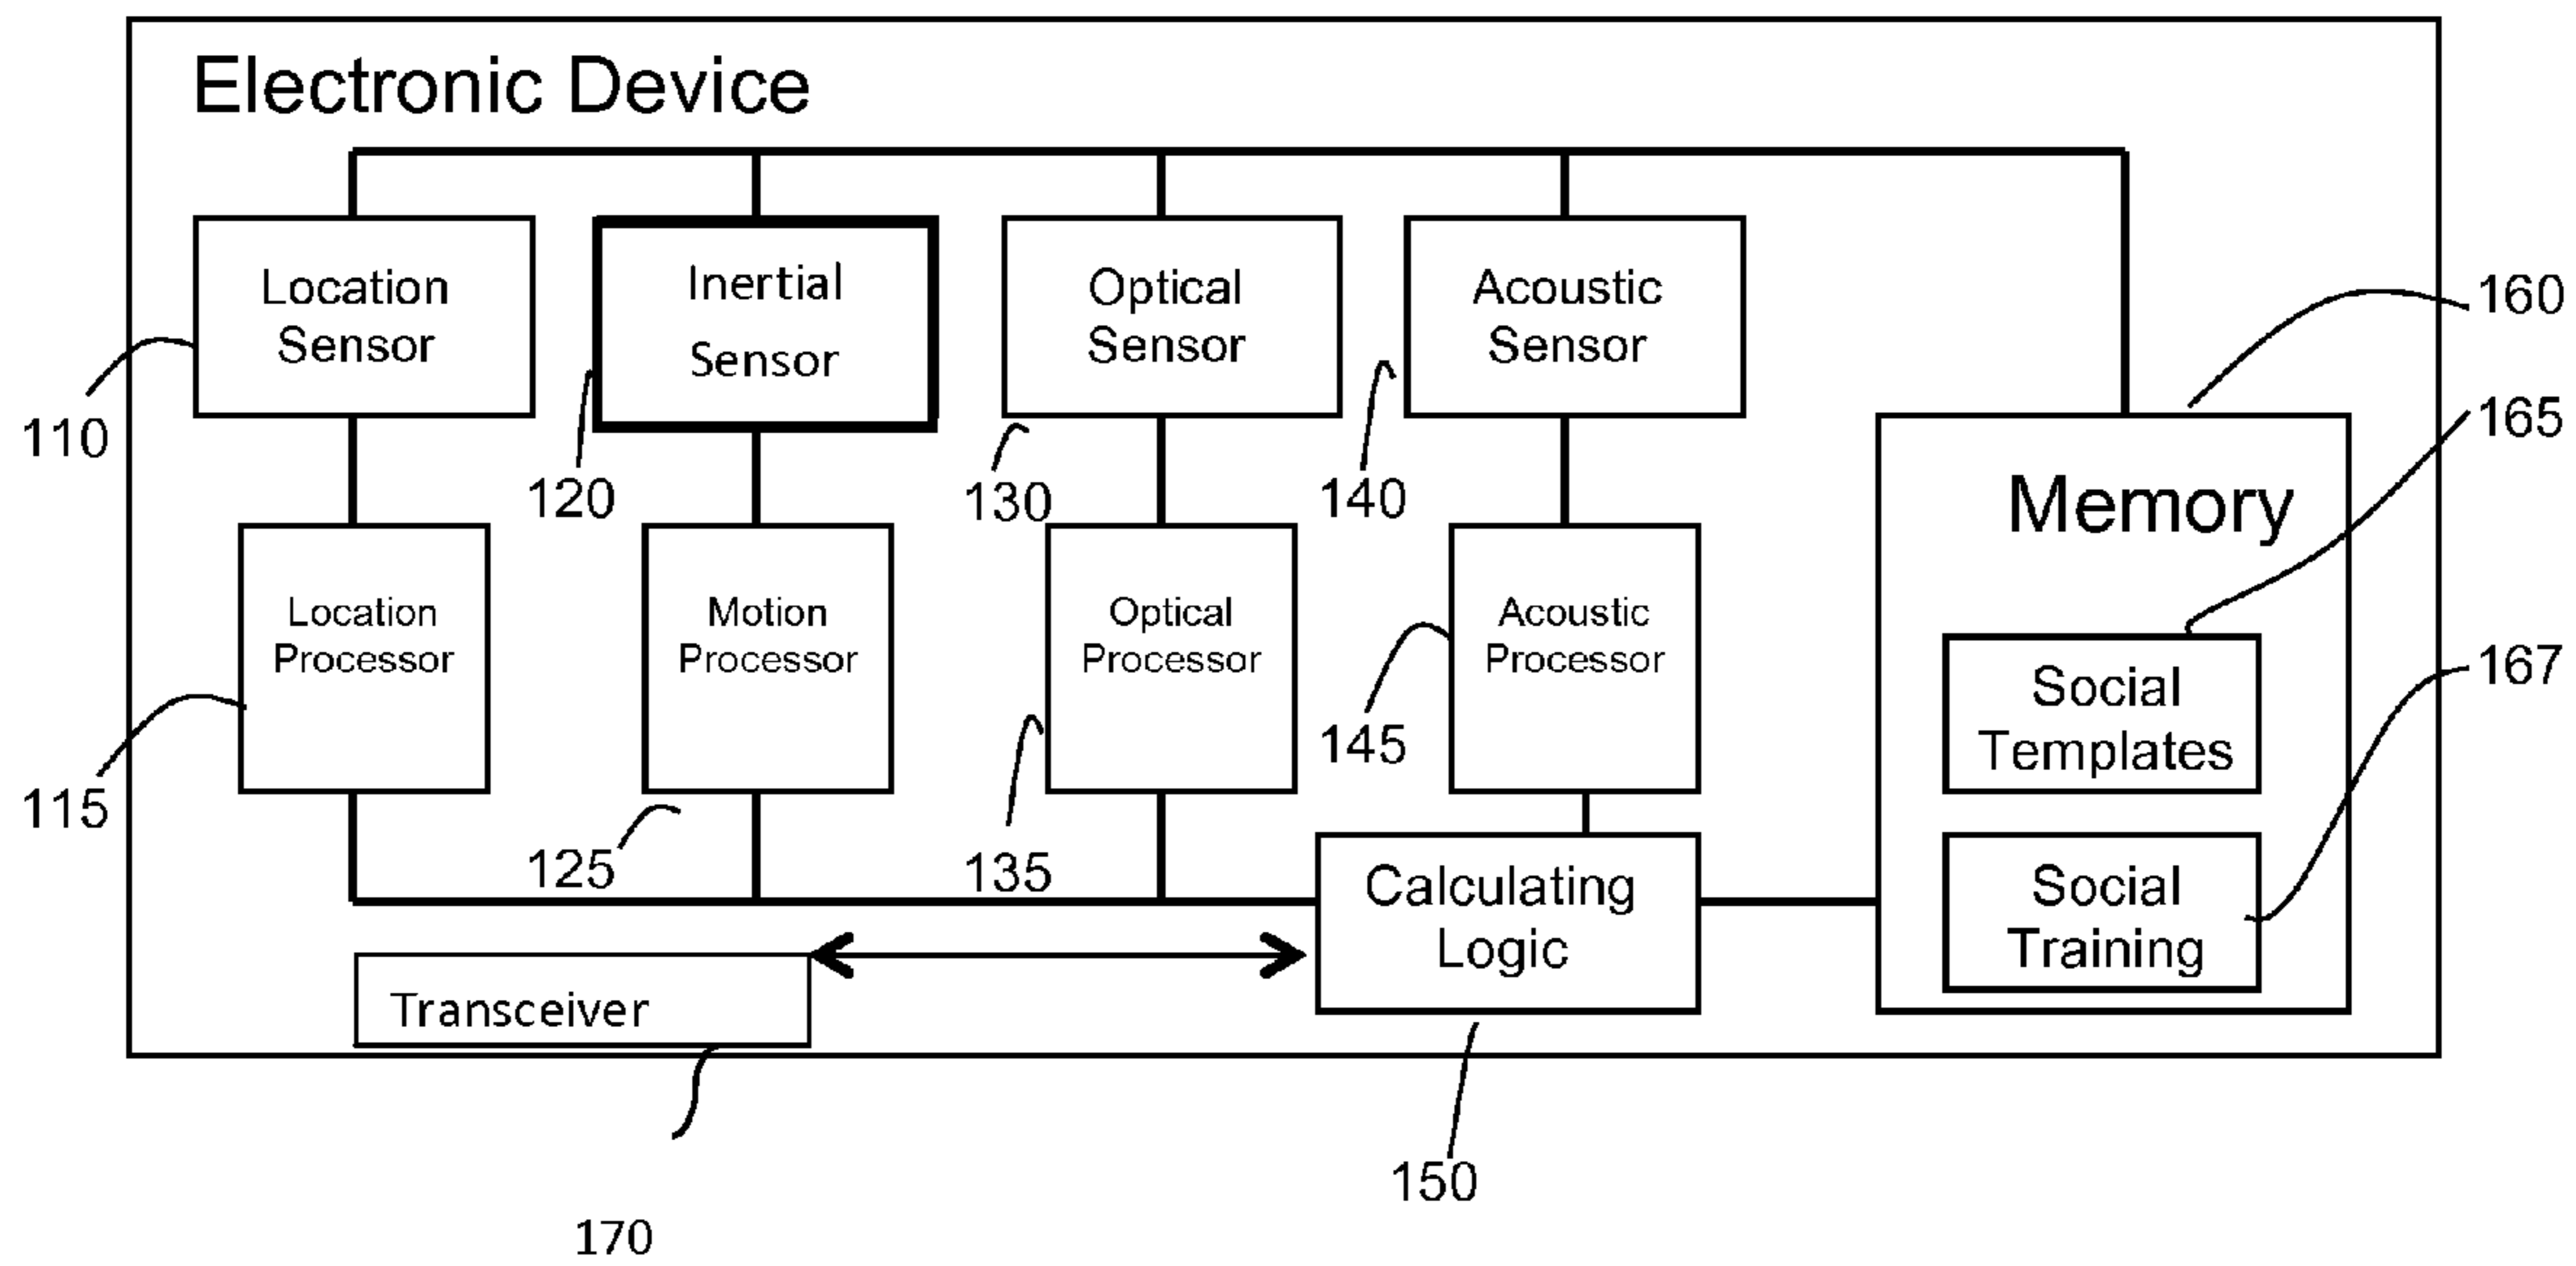 Electronic Device
Location
Sensor
Inertial
Sensor
Optical
Sensor
Acoustic
Sensor
160
165
110
120
130
140
Memory
Location
Processor
Motion
Processor
Optical
Processor
Acoustic
Processor
167
Social
Templates
115
125
135
145
Calculating
Logic
Social
Training
Transceiver
150
170